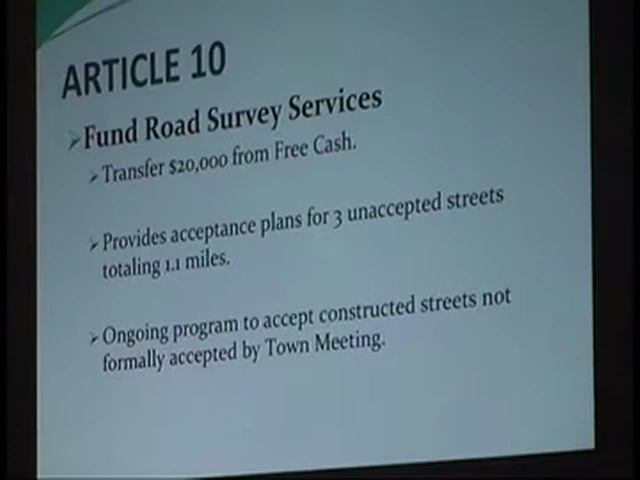 ARTICLE 10
Fund Road Survey Services
Transfer $20,000 from Free Cash.
Provides acceptance plans for 3 unaccepted streets
totaling 1.1 miles.
Ongoing program to accept constructed streets not
formally accepted by Town Meeting.